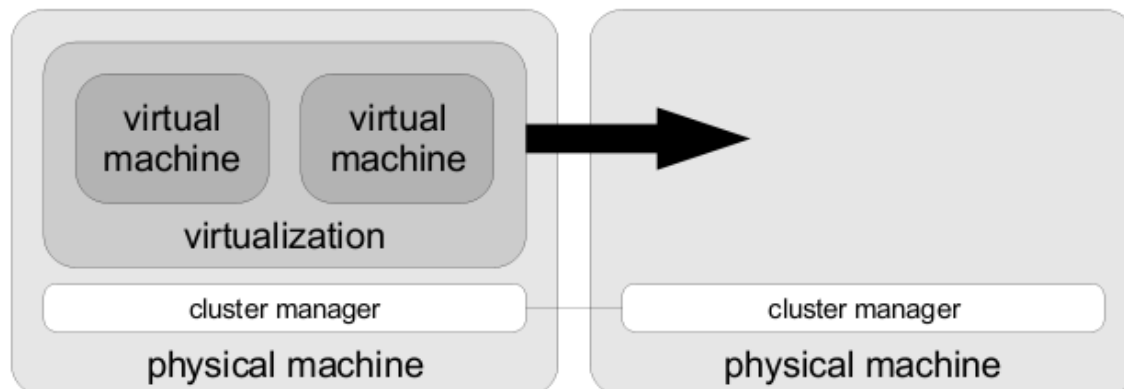 virtual
machine
virtual
machine
virtualization
cluster manager
physical machine
cluster manager
physical machine